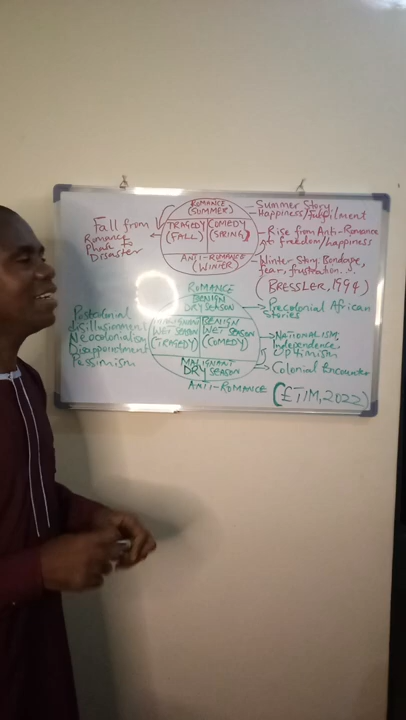 ROMANCE
(SUMMER)
TRAGEDY
(FALL)
COMEDY
(SPRING)
ANTI-ROMANCE
(WINTER)
Fall from
Romance
Phase to
Disaster
Summer Story
Happiness/Fulfilment
Rise from Anti-Romance
to freedom/happiness
Winter Story: Bondage,
fear, frustration...
(BRESSLER, 1994)
ROMANCE
BENIGN
DRY SEASON
MALIGNANT
WET SEASON
(TRAGEDY)
BENIGN
WET SEASON
(COMEDY)
MALIGNANT
DRY SEASON
ANTI-ROMANCE
Postcolonial
disillusionment
Neocolonialism
Disappointment
Pessimism
Precolonial African
stories
Nationalism,
Independence,
Optimism
Colonial Encounter
(ETIM, 2022)